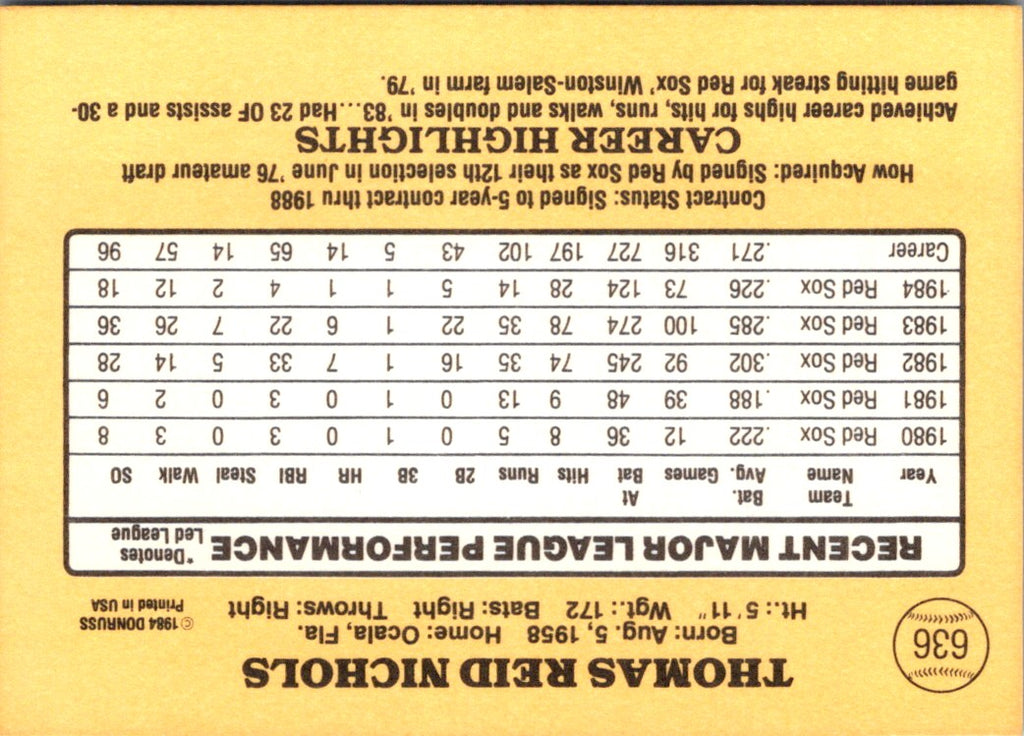 636
THOMAS REID NICHOLS
Born: Aug. 5, 1958 Home: Ocala, Fla.
Ht.: 5'11" Wgt.: 172 Bats: Right Throws: Right
©1984 DONRUSS
Printed in USA
RECENT MAJOR LEAGUE PERFORMANCE
*Denotes
Led League
Year Team Name Bat. Avg. Games At Bat Hits Runs 2B 3B HR RBI Steal Walk SO
1980 Red Sox .222 12 36 8 5 0 1 0 3 0 3 8
1981 Red Sox .188 39 48 9 13 0 1 0 3 0 2 6
1982 Red Sox .302 92 245 74 35 16 1 7 33 5 14 28
1983 Red Sox .285 100 274 78 35 22 1 6 22 7 26 36
1984 Red Sox .226 73 124 28 14 5 1 1 4 2 12 18
Career .271 316 727 197 102 43 5 14 65 14 57 96
Contract Status: Signed to 5-year contract thru 1988
How Acquired: Signed by Red Sox as their 12th selection in June '76 amateur draft
CAREER HIGHLIGHTS
Achieved career highs for hits, runs, walks and doubles in '83....Had 23 OF assists and a 30-
game hitting streak for Red Sox' Winston-Salem farm in '79.